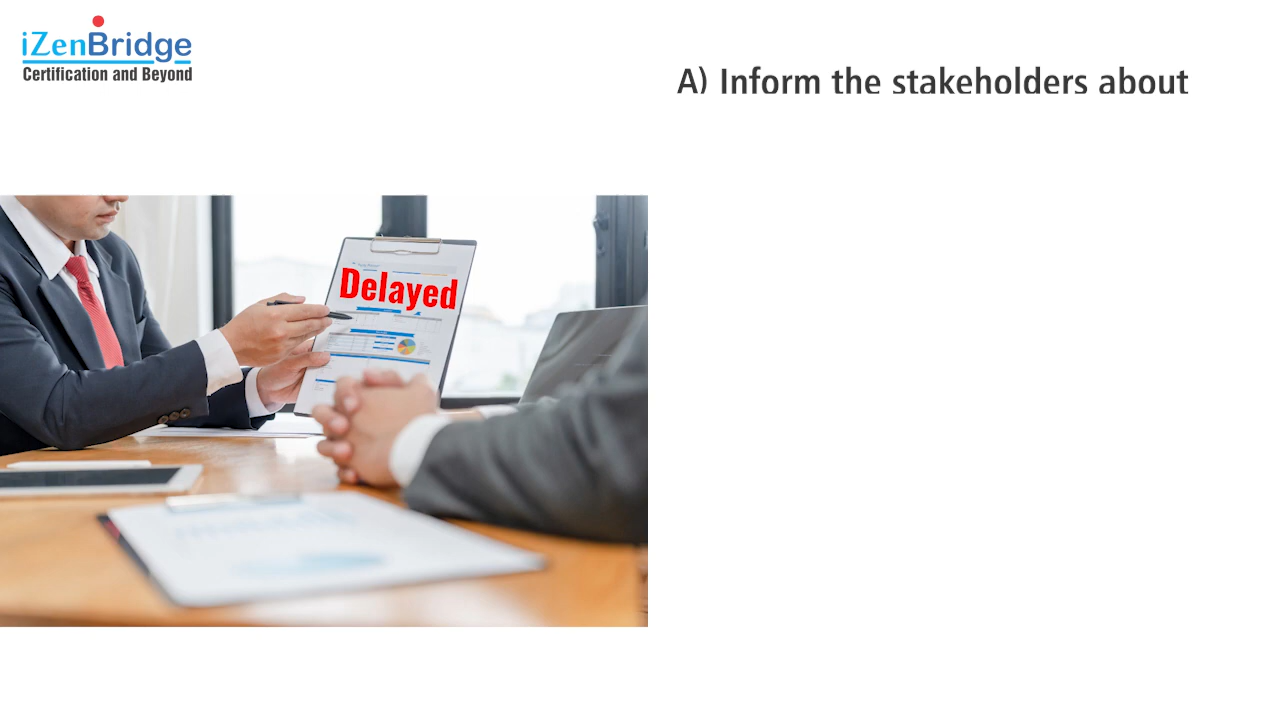 iZenBridge
Certification and Beyond
A) Inform the stakeholders about
Delayed